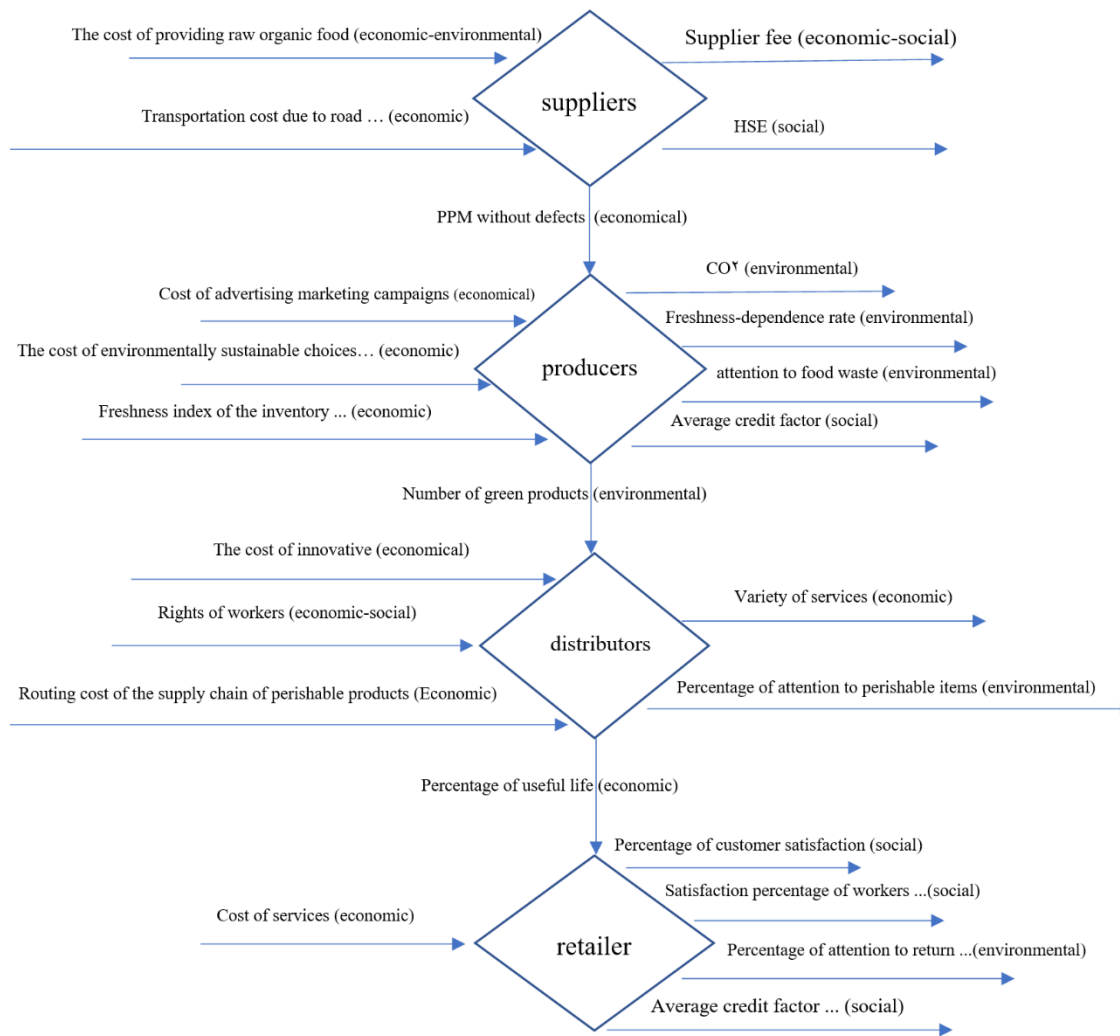 The cost of providing raw organic food (economic-environmental)
Supplier fee (economic-social)
suppliers
Transportation cost due to road … (economic)
HSE (social)
PPM without defects (economical)
CO۲ (environmental)
Cost of advertising marketing campaigns (economical)
Freshness-dependence rate (environmental)
The cost of environmentally sustainable choices… (economic)
producers
attention to food waste (environmental)
Freshness index of the inventory ... (economic)
Average credit factor (social)
Number of green products (environmental)
The cost of innovative (economical)
Variety of services (economic)
Rights of workers (economic-social)
distributors
Routing cost of the supply chain of perishable products (Economic)
Percentage of attention to perishable items (environmental)
Percentage of useful life (economic)
Percentage of customer satisfaction (social)
Satisfaction percentage of workers ...(social)
Cost of services (economic)
retailer
Percentage of attention to return ...(environmental)
Average credit factor ... (social)